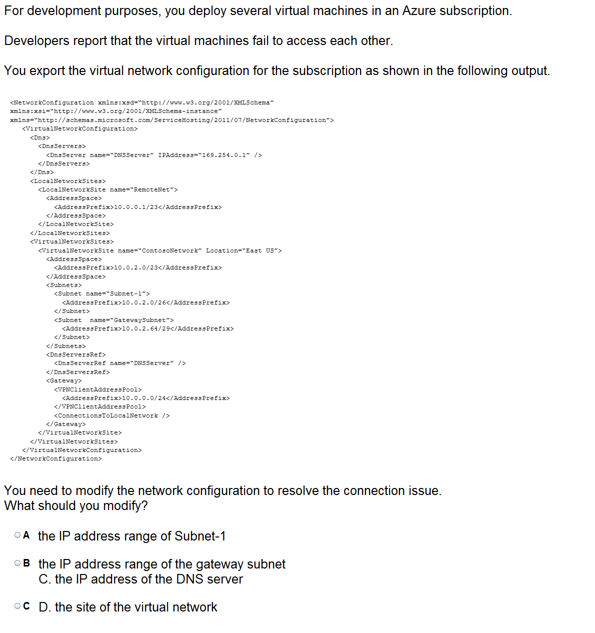 For development purposes, you deploy several virtual machines in an Azure subscription.
Developers report that the virtual machines fail to access each other.
You export the virtual network configuration for the subscription as shown in the following output.
<NetworkConfiguration xmlns:xsd="http://www.w3.org/2001/XMLSchema"
xmlns:xsi="http://www.w3.org/2001/XMLSchema-instance"
xmlns="http://schemas.microsoft.com/ServiceHosting/2011/07/NetworkConfiguration">
<VirtualNetworkConfiguration>
<Dns>
<DnsServers>
<DnsServer name="DNSServer" IPAddress="169.254.0.1" />
</DnsServers>
</Dns>
<LocalNetworkSites>
<LocalNetworkSite name="RemoteNet">
<AddressSpace>
<AddressPrefix>10.0.0.1/23</AddressPrefix>
</AddressSpace>
</LocalNetworkSite>
</LocalNetworkSites>
<VirtualNetworkSites>
<VirtualNetworkSite name="ContosoNetwork" Location="East US">
<AddressSpace>
<AddressPrefix>10.0.2.0/23</AddressPrefix>
</AddressSpace>
<Subnets>
<Subnet name="Subnet-1">
<AddressPrefix>10.0.2.0/26</AddressPrefix>
</Subnet>
<Subnet name="GatewaySubnet">
<AddressPrefix>10.0.2.64/29</AddressPrefix>
</Subnet>
</Subnets>
<DnsServersRef>
<DnsServerRef name="DNSServer" />
</DnsServersRef>
<Gateway>
<VPNClientAddressPool>
<AddressPrefix>10.0.0.0/24</AddressPrefix>
</VPNClientAddressPool>
<ConnectionsToLocalNetwork />
</Gateway>
</VirtualNetworkSite>
</VirtualNetworkSites>
</VirtualNetworkConfiguration>
</NetworkConfiguration>
You need to modify the network configuration to resolve the connection issue.
What should you modify?
A the IP address range of Subnet-1
B the IP address range of the gateway subnet
C. the IP address of the DNS server
C D. the site of the virtual network